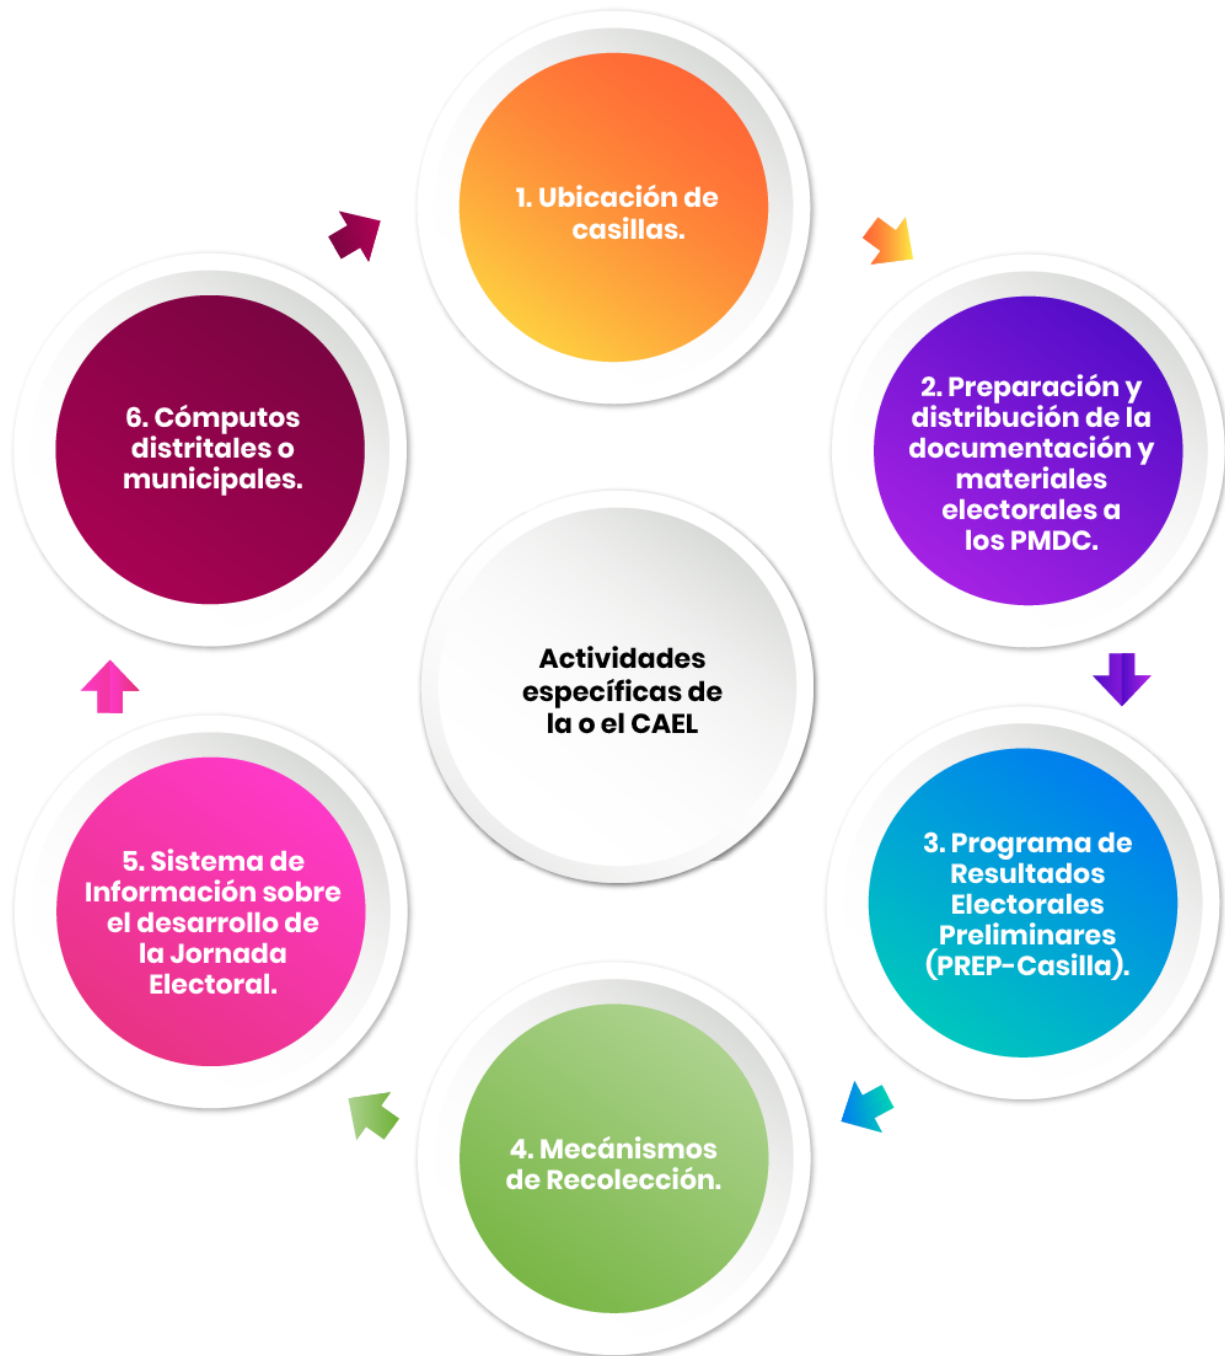 1. Ubicación de
casillas.
2. Preparación y
distribución de la
documentación y
materiales
electorales a
los PMDC.
3. Programa de
Resultados
Electorales
Preliminares
(PREP-Casilla).
4. Mecánismos
de Recolección.
5. Sistema de
Información sobre
el desarrollo de
la Jornada
Electoral.
6. Cómputos
distritales o
municipales.
Actividades
específicas de
la o el CAEL